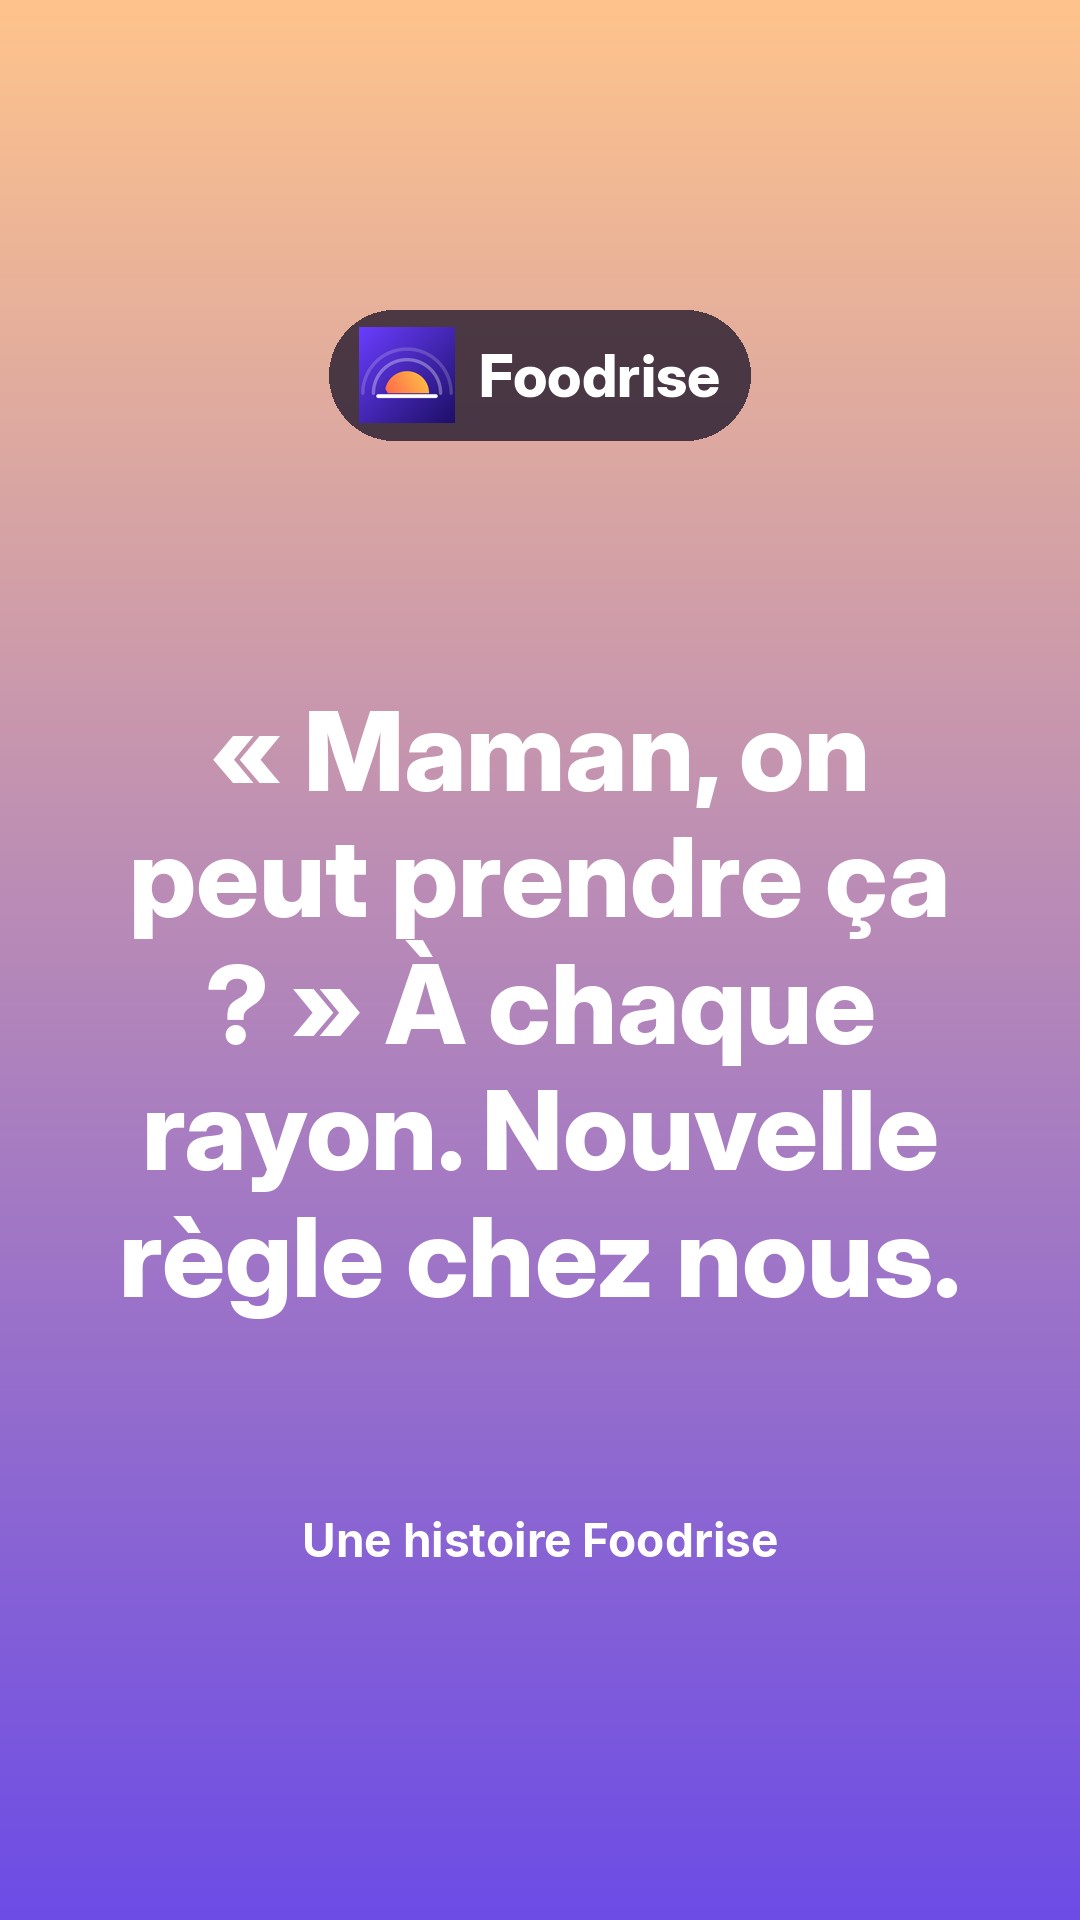 Foodrise
« Maman, on
peut prendre ça
? » À chaque
rayon. Nouvelle
règle chez nous.
Une histoire Foodrise